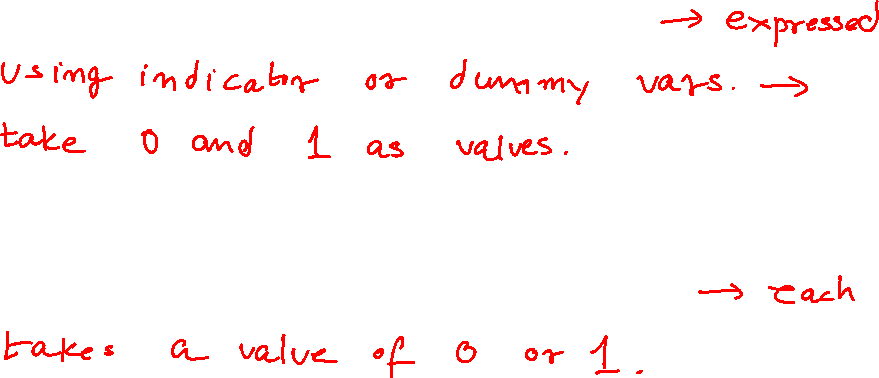 → expressed
using indicator or dummy vars. →
take 0 and 1 as values.
→ each
takes a value of 0 or 1.